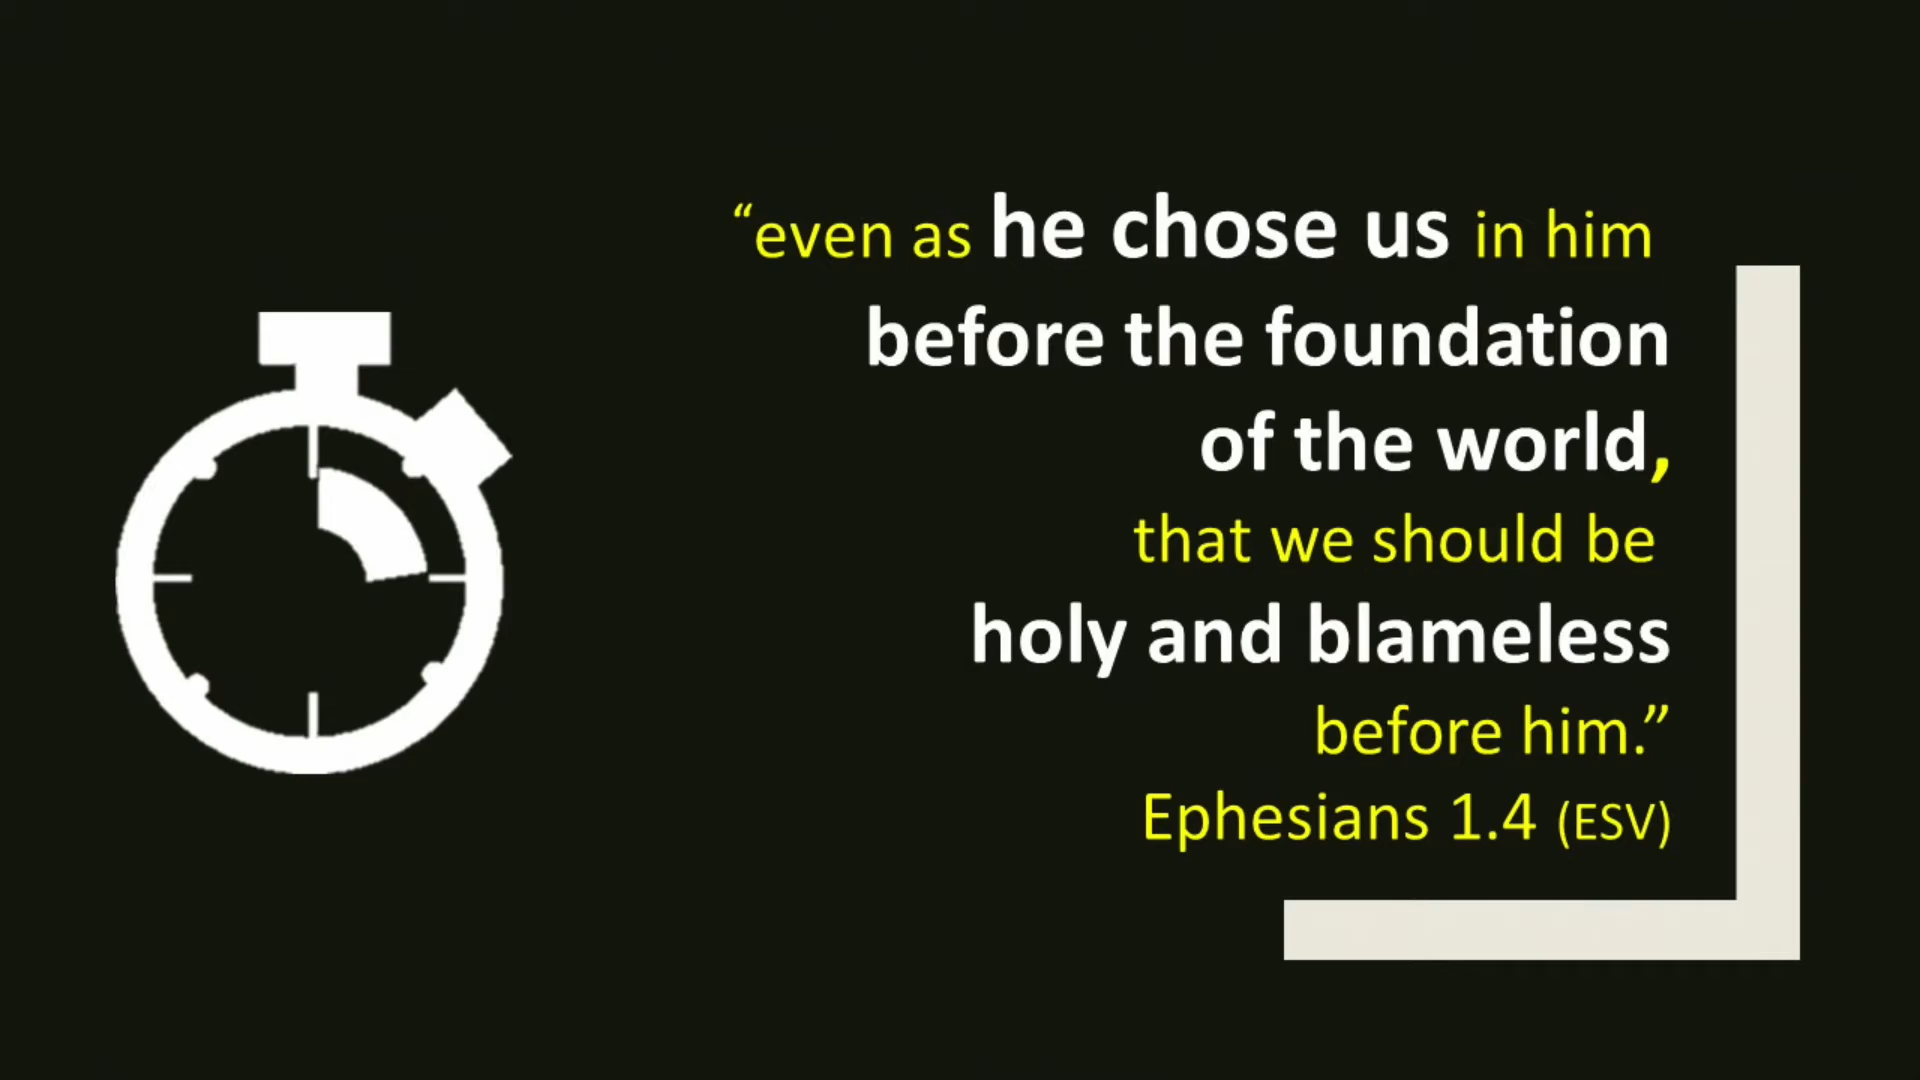 “even as he chose us in him
before the foundation
of the world,
that we should be
holy and blameless
before him.”
Ephesians 1.4 (ESV)